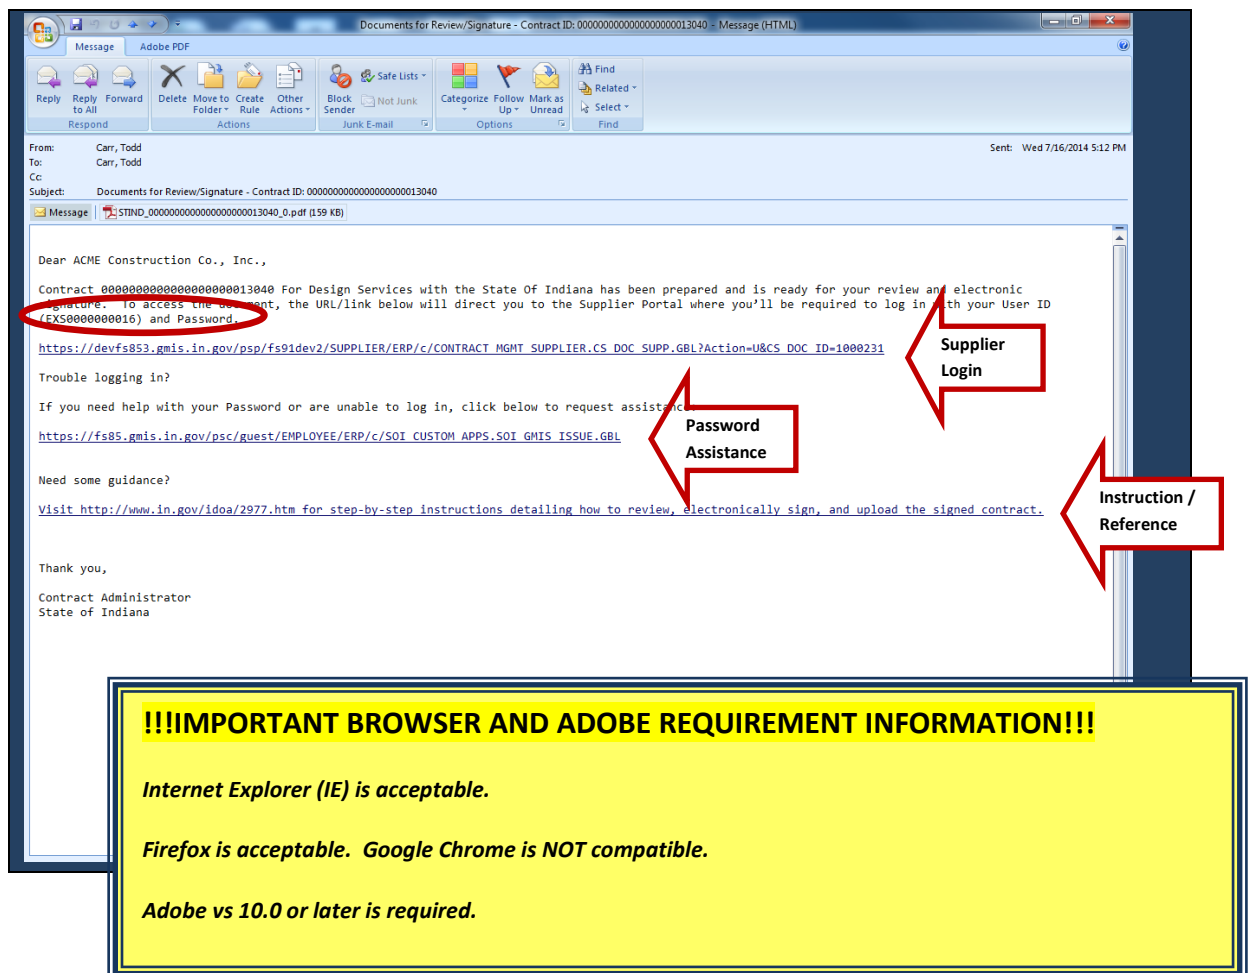 Documents for Review/Signature - Contract ID: 0000000000000000000013040 - Message (HTML)
Message Adobe PDF
Reply Reply to All Forward
Respond
Delete Move to Folder Create Rule Other Actions
Actions
Block Sender Safe Lists Not Junk
Junk E-mail
Categorize Follow Up Mark as Unread
Options
Find Related Select
Find
From: Carr, Todd
Sent: Wed 7/16/2014 5:12 PM
To: Carr, Todd
Cc:
Subject: Documents for Review/Signature - Contract ID: 0000000000000000000013040
Message STIND_0000000000000000000013040_0.pdf (159 KB)
Dear ACME Construction Co., Inc.,
Contract 0000000000000000000013040 For Design Services with the State Of Indiana has been prepared and is ready for your review and electronic
signature. To access the document, the URL/link below will direct you to the Supplier Portal where you'll be required to log in with your User ID
(EXS0000000016) and Password.
https://devfs853.gmis.in.gov/psp/fs91dev2/SUPPLIER/ERP/c/CONTRACT_MGMT_SUPPLIER.CS_DOC_SUPP.GBL?Action=U&CS_DOC_ID=1000231
Supplier
Login
Trouble logging in?
If you need help with your Password or are unable to log in, click below to request assistance.
https://fs85.gmis.in.gov/psc/guest/EMPLOYEE/ERP/c/SOI_CUSTOM_APPS.SOI_GMIS_ISSUE.GBL
Password
Assistance
Need some guidance?
Visit http://www.in.gov/idoa/2977.htm for step-by-step instructions detailing how to review, electronically sign, and upload the signed contract.
Instruction /
Reference
Thank you,
Contract Administrator
State of Indiana
!!!IMPORTANT BROWSER AND ADOBE REQUIREMENT INFORMATION!!!
Internet Explorer (IE) is acceptable.
Firefox is acceptable. Google Chrome is NOT compatible.
Adobe vs 10.0 or later is required.